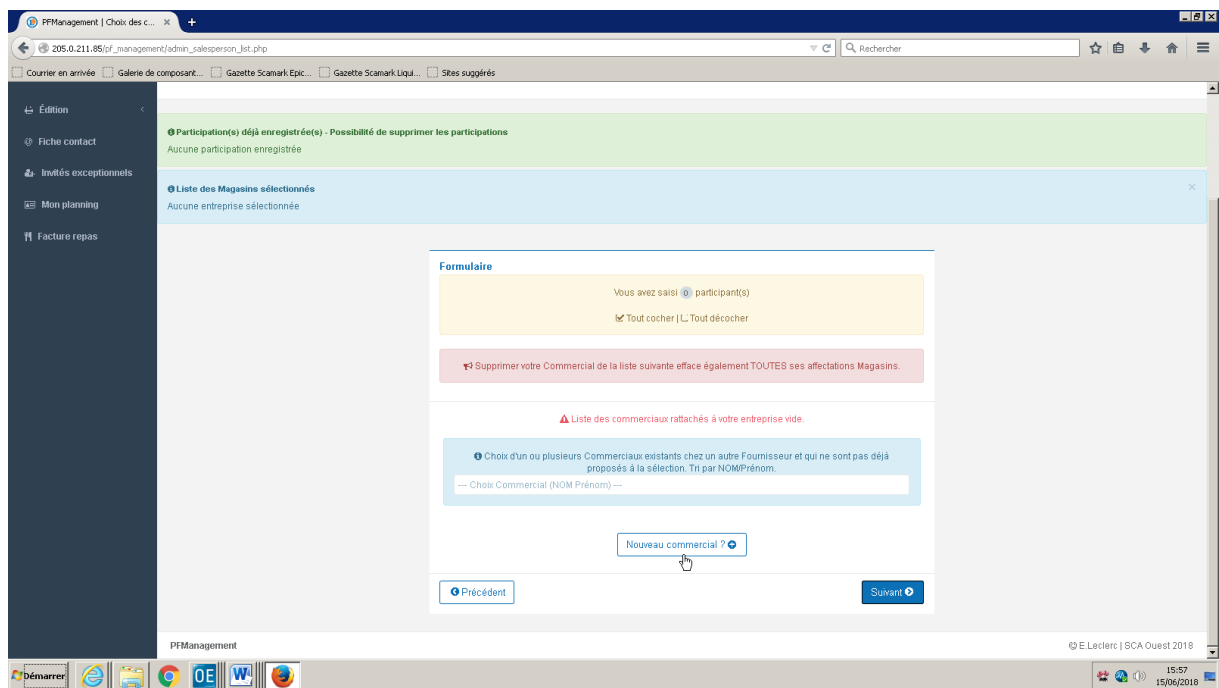 PFManagement | Choix des c...
205.0.211.85/pf_management/admin_salesperson_list.php
Rechercher
Courrier en arrivée
Galerie de composant...
Gazette Scamark Epic...
Gazette Scamark Liqui...
Sites suggérés
Édition
Fiche contact
Invités exceptionnels
Mon planning
Facture repas
Participation(s) déjà enregistrée(s) - Possibilité de supprimer les participations
Aucune participation enregistrée
Liste des Magasins sélectionnés
Aucune entreprise sélectionnée
Formulaire
Vous avez saisi 0 participant(s)
Tout cocher | Tout décocher
Supprimer votre Commercial de la liste suivante efface également TOUTES ses affectations Magasins.
Liste des commerciaux rattachés à votre entreprise vide.
Choix d'un ou plusieurs Commerciaux existants chez un autre Fournisseur et qui ne sont pas déjà
proposés à la sélection. Tri par NOM/Prénom.
--- Choix Commercial (NOM Prénom) ---
Nouveau commercial ?
Précédent
Suivant
PFManagement
© E.Leclerc | SCA Ouest 2018
Démarrer
OE
W
15:57
15/06/2018